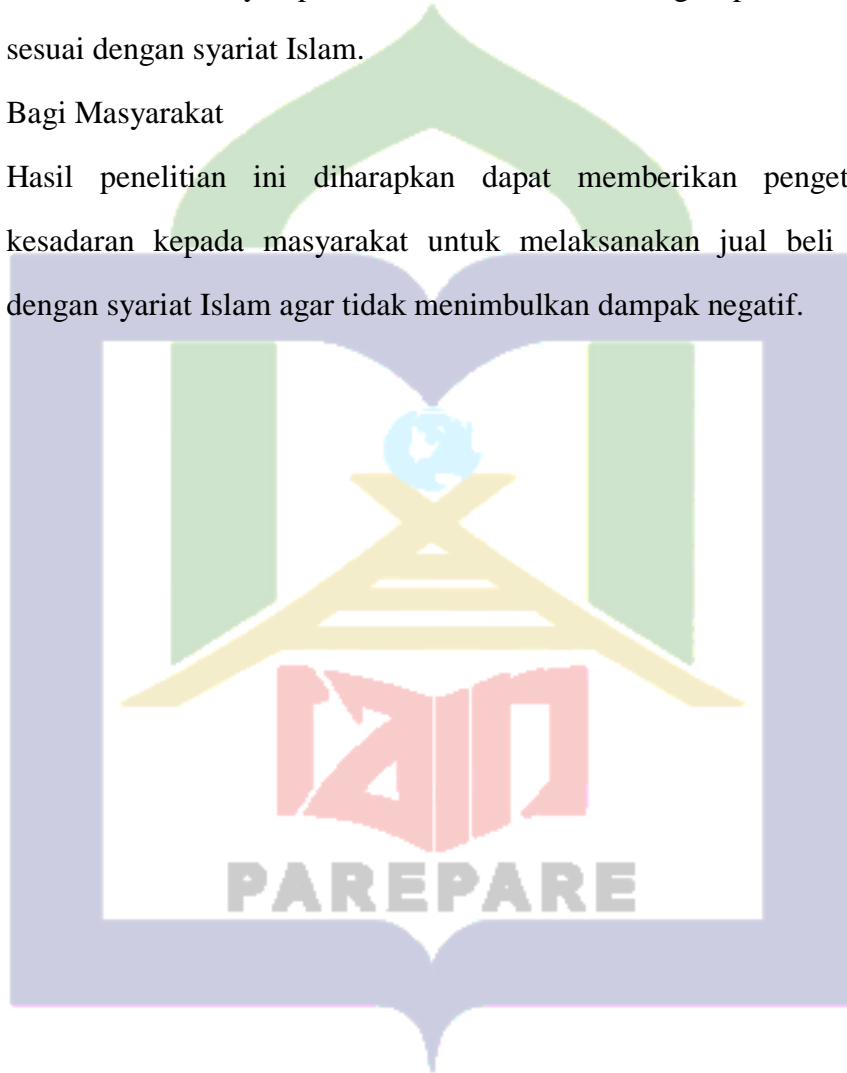 sesuai dengan syariat Islam.
Bagi Masyarakat
Hasil penelitian ini diharapkan dapat memberikan penget
kesadaran kepada masyarakat untuk melaksanakan jual beli
dengan syariat Islam agar tidak menimbulkan dampak negatif.
iain
PAREPARE